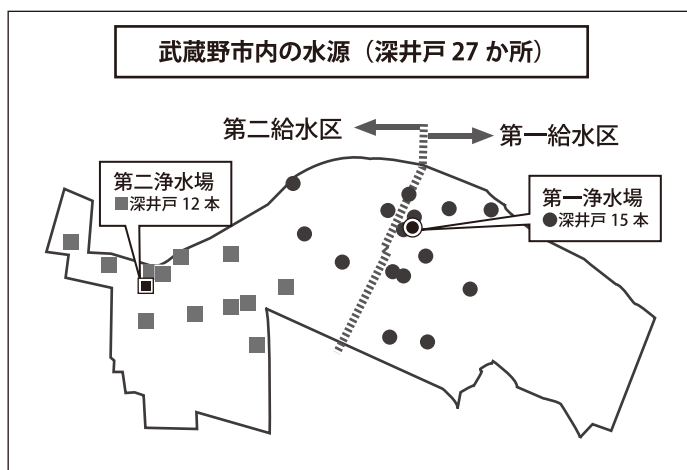 武蔵野市内の水源（深井戸 27 か所）
第二給水区
第一給水区
第二浄水場
■深井戸 12 本
第一浄水場
●深井戸 15 本